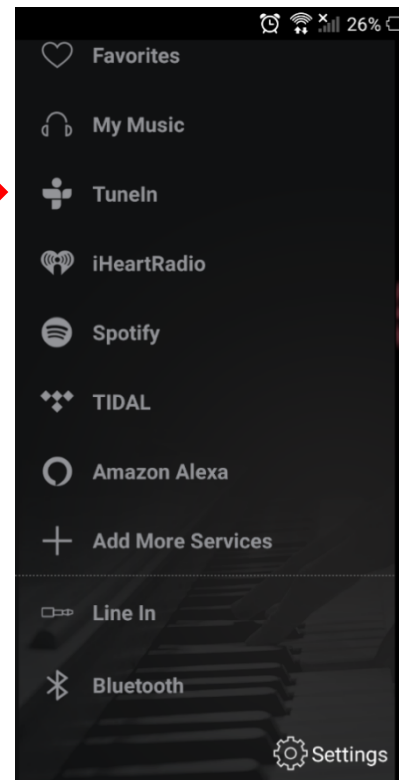 26%
Favorites
My Music
TuneIn
iHeartRadio
Spotify
TIDAL
Amazon Alexa
Add More Services
Line In
Bluetooth
Settings